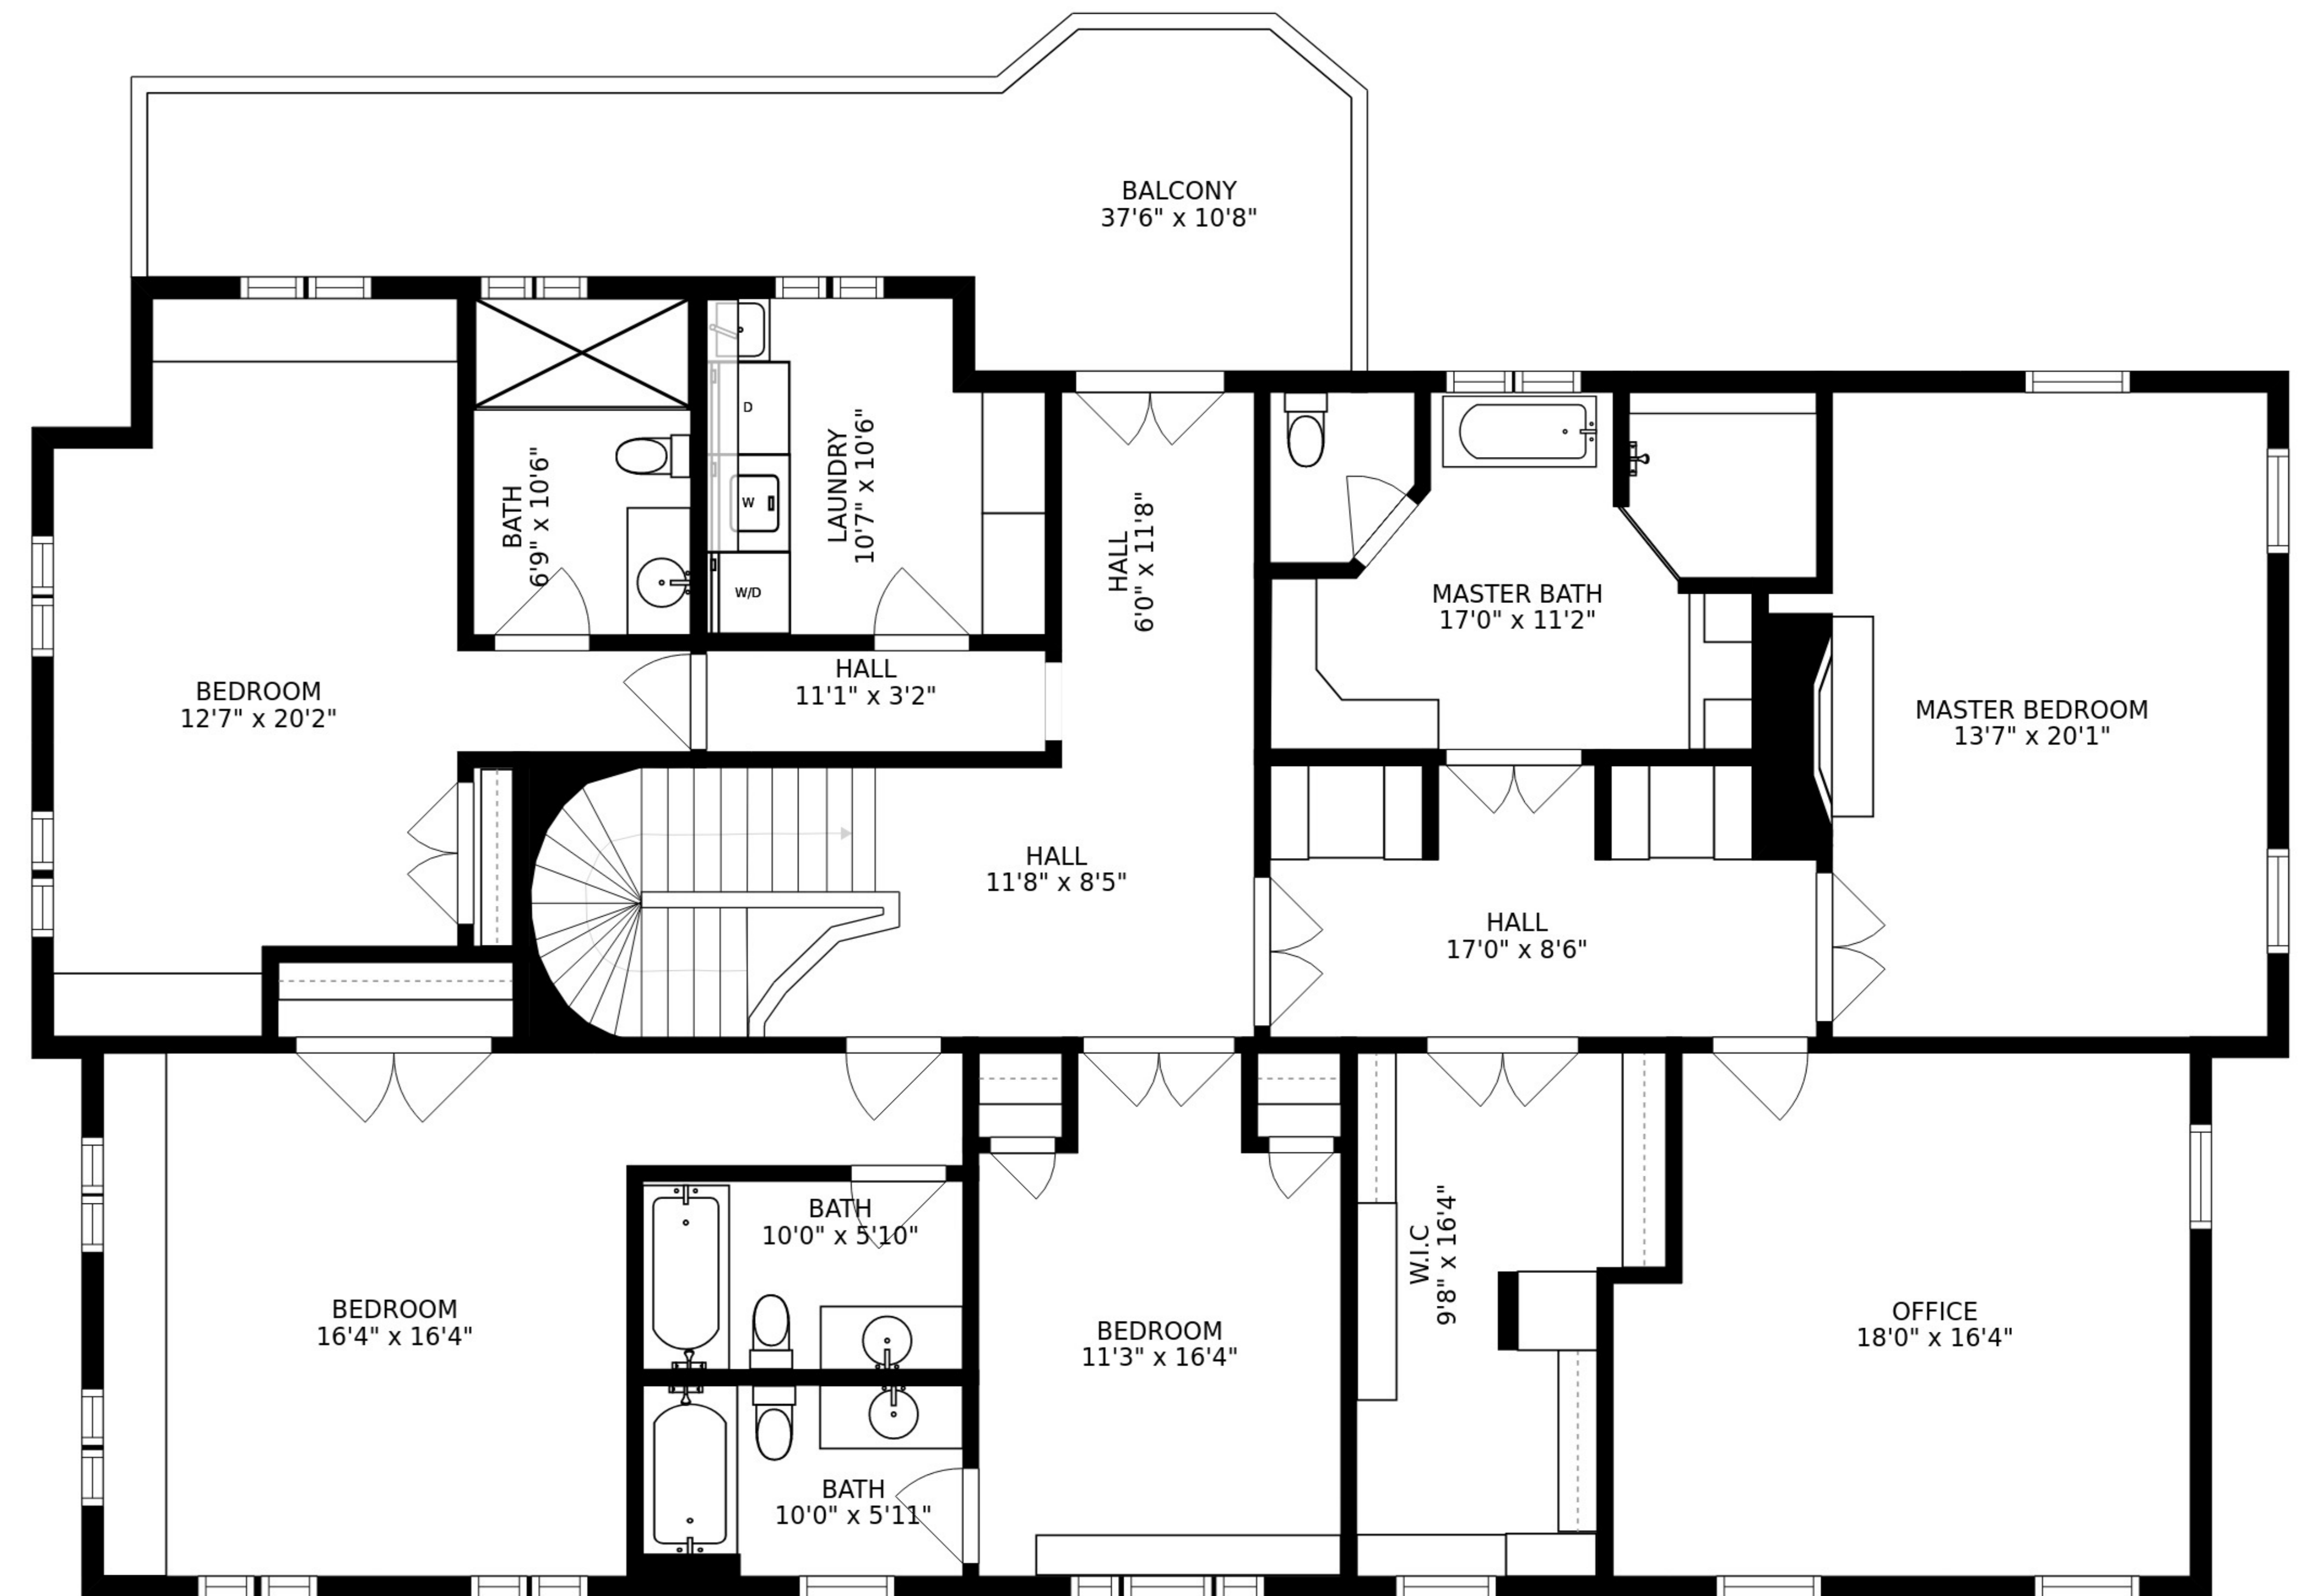 BALCONY
37'6" x 10'8"
BATH
6'9" x 10'6"
D
W
W/D
LAUNDRY
10'7" x 10'6"
HALL
6'0" x 11'8"
MASTER BATH
17'0" x 11'2"
BEDROOM
12'7" x 20'2"
HALL
11'1" x 3'2"
MASTER BEDROOM
13'7" x 20'1"
HALL
11'8" x 8'5"
HALL
17'0" x 8'6"
BATH
10'0" x 5'10"
W.I.C
9'8" x 16'4"
BEDROOM
16'4" x 16'4"
BEDROOM
11'3" x 16'4"
OFFICE
18'0" x 16'4"
BATH
10'0" x 5'11"